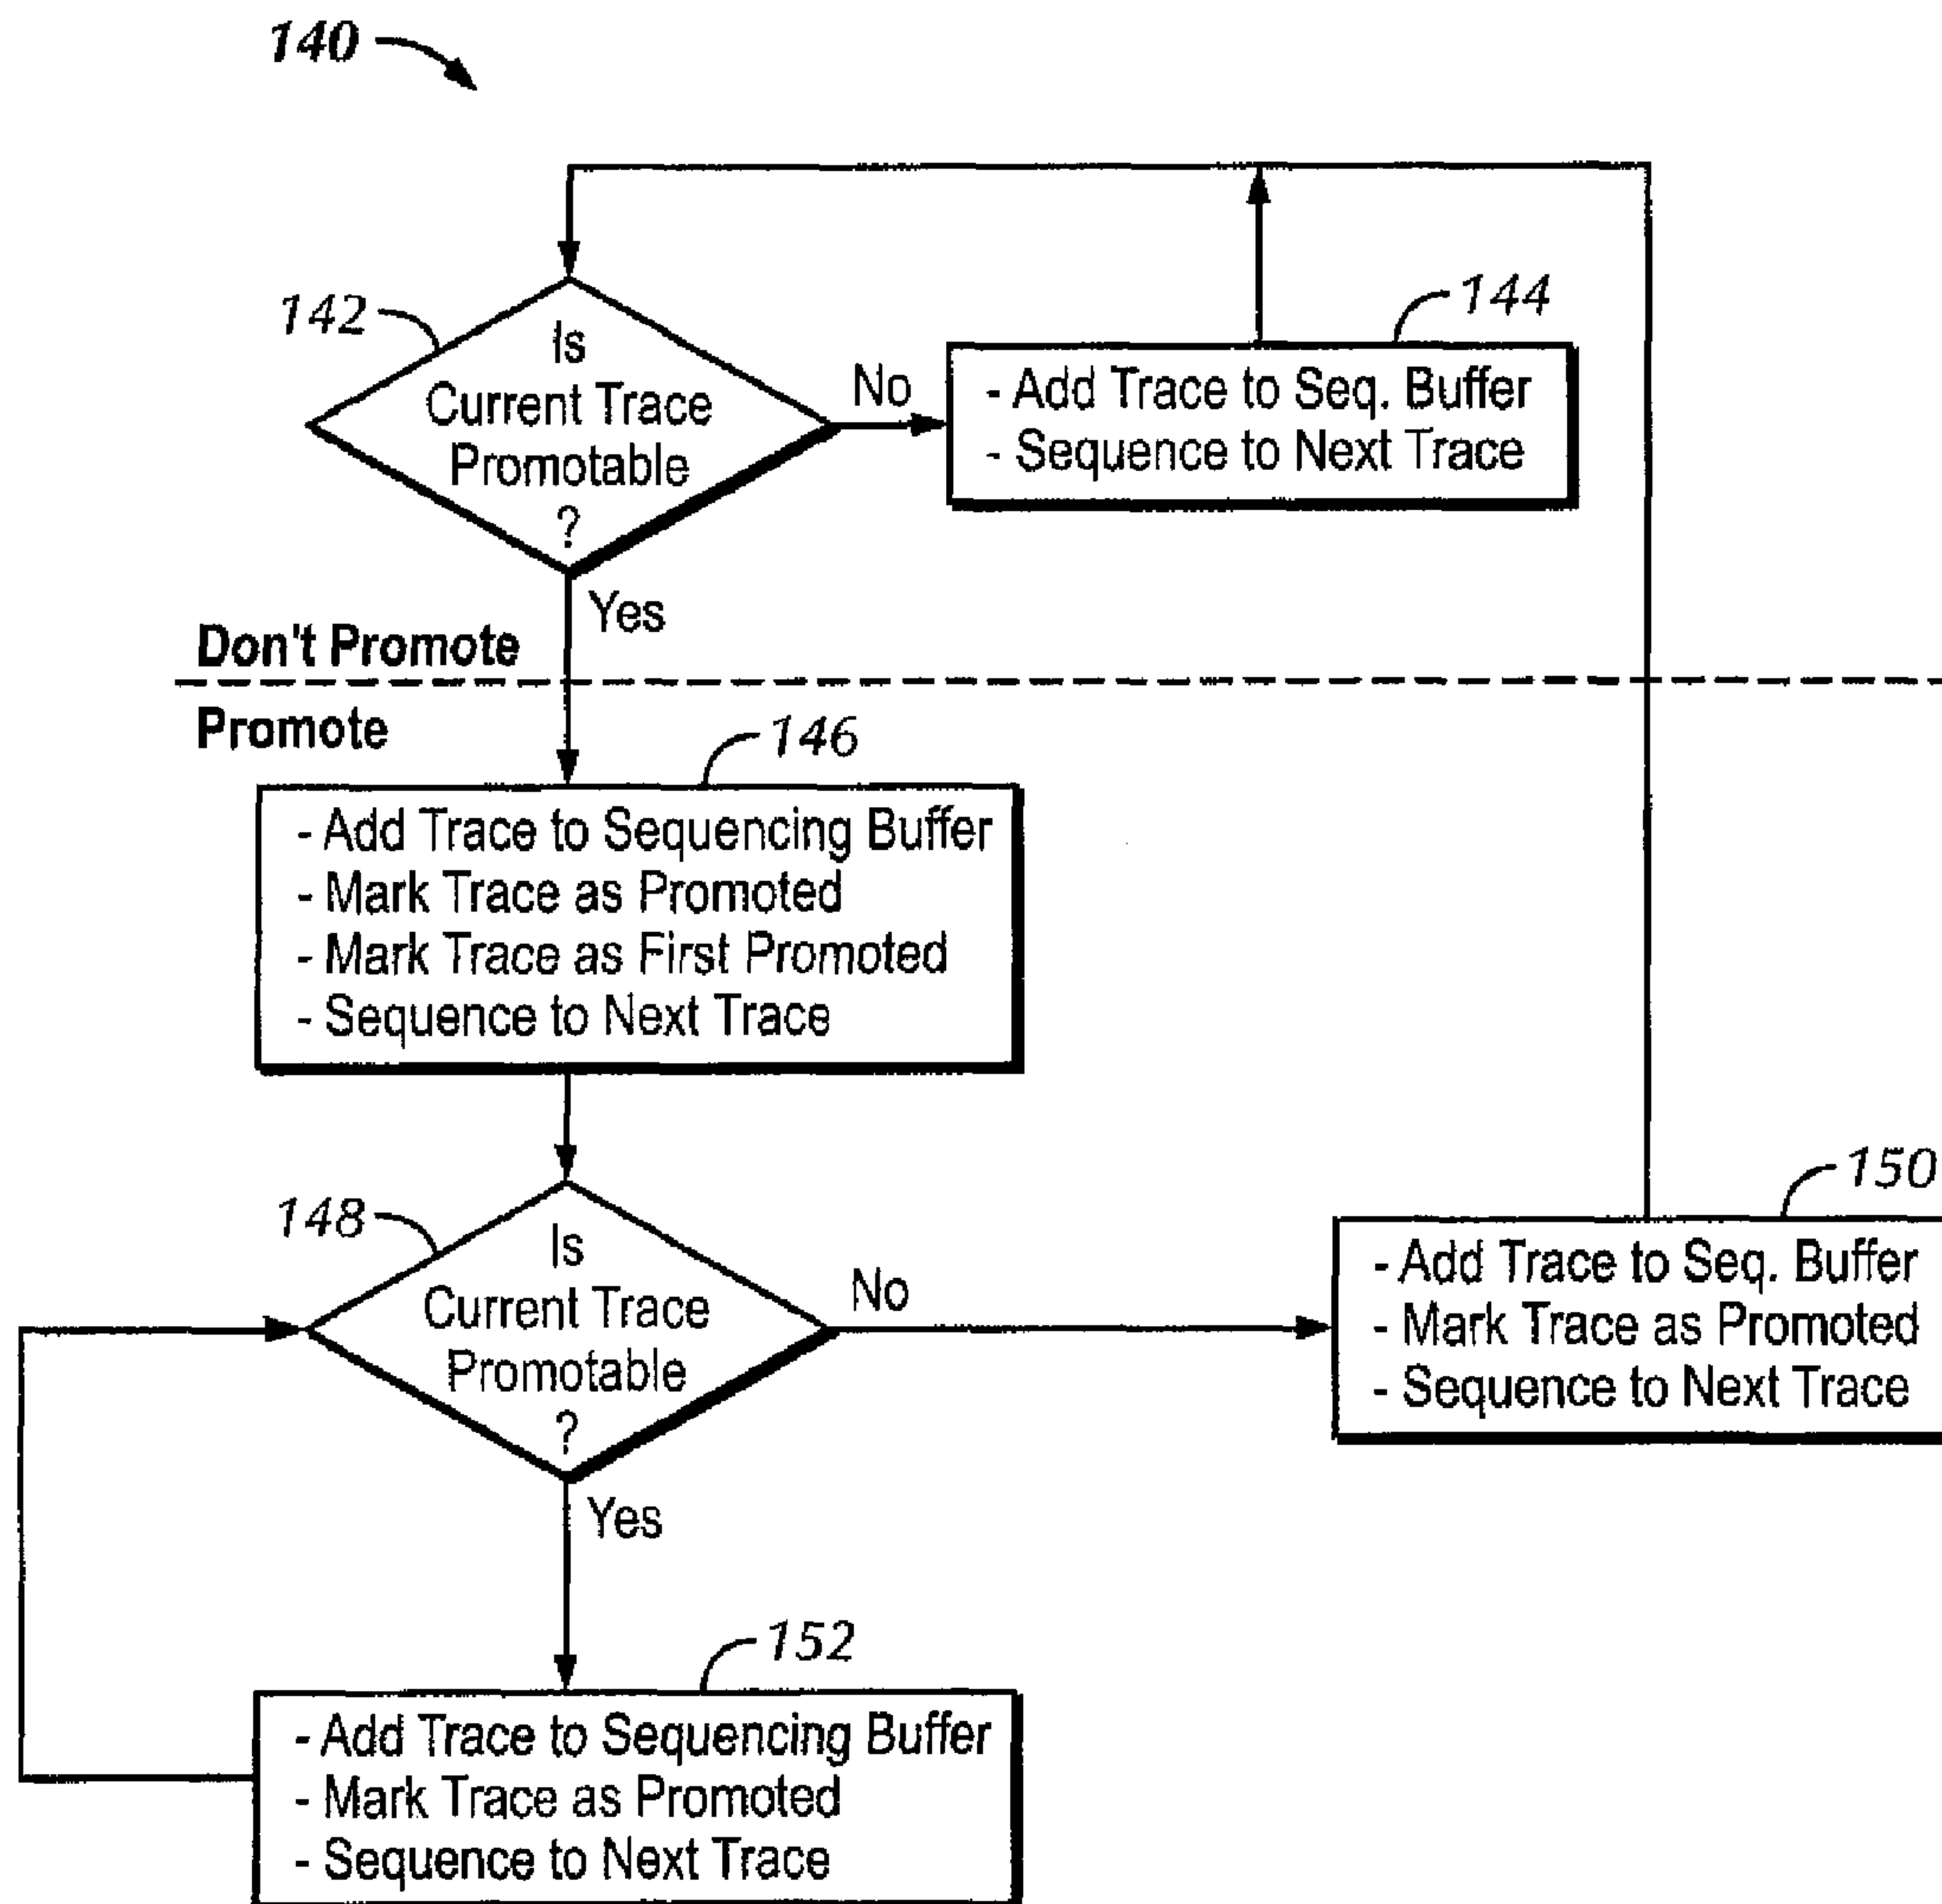 140
142
Is
Current Trace
Promotable
?
No
144
- Add Trace to Seq. Buffer
- Sequence to Next Trace
Yes
Don't Promote
Promote
146
- Add Trace to Sequencing Buffer
- Mark Trace as Promoted
- Mark Trace as First Promoted
- Sequence to Next Trace
148
Is
Current Trace
Promotable
?
No
150
- Add Trace to Seq. Buffer
- Mark Trace as Promoted
- Sequence to Next Trace
Yes
152
- Add Trace to Sequencing Buffer
- Mark Trace as Promoted
- Sequence to Next Trace